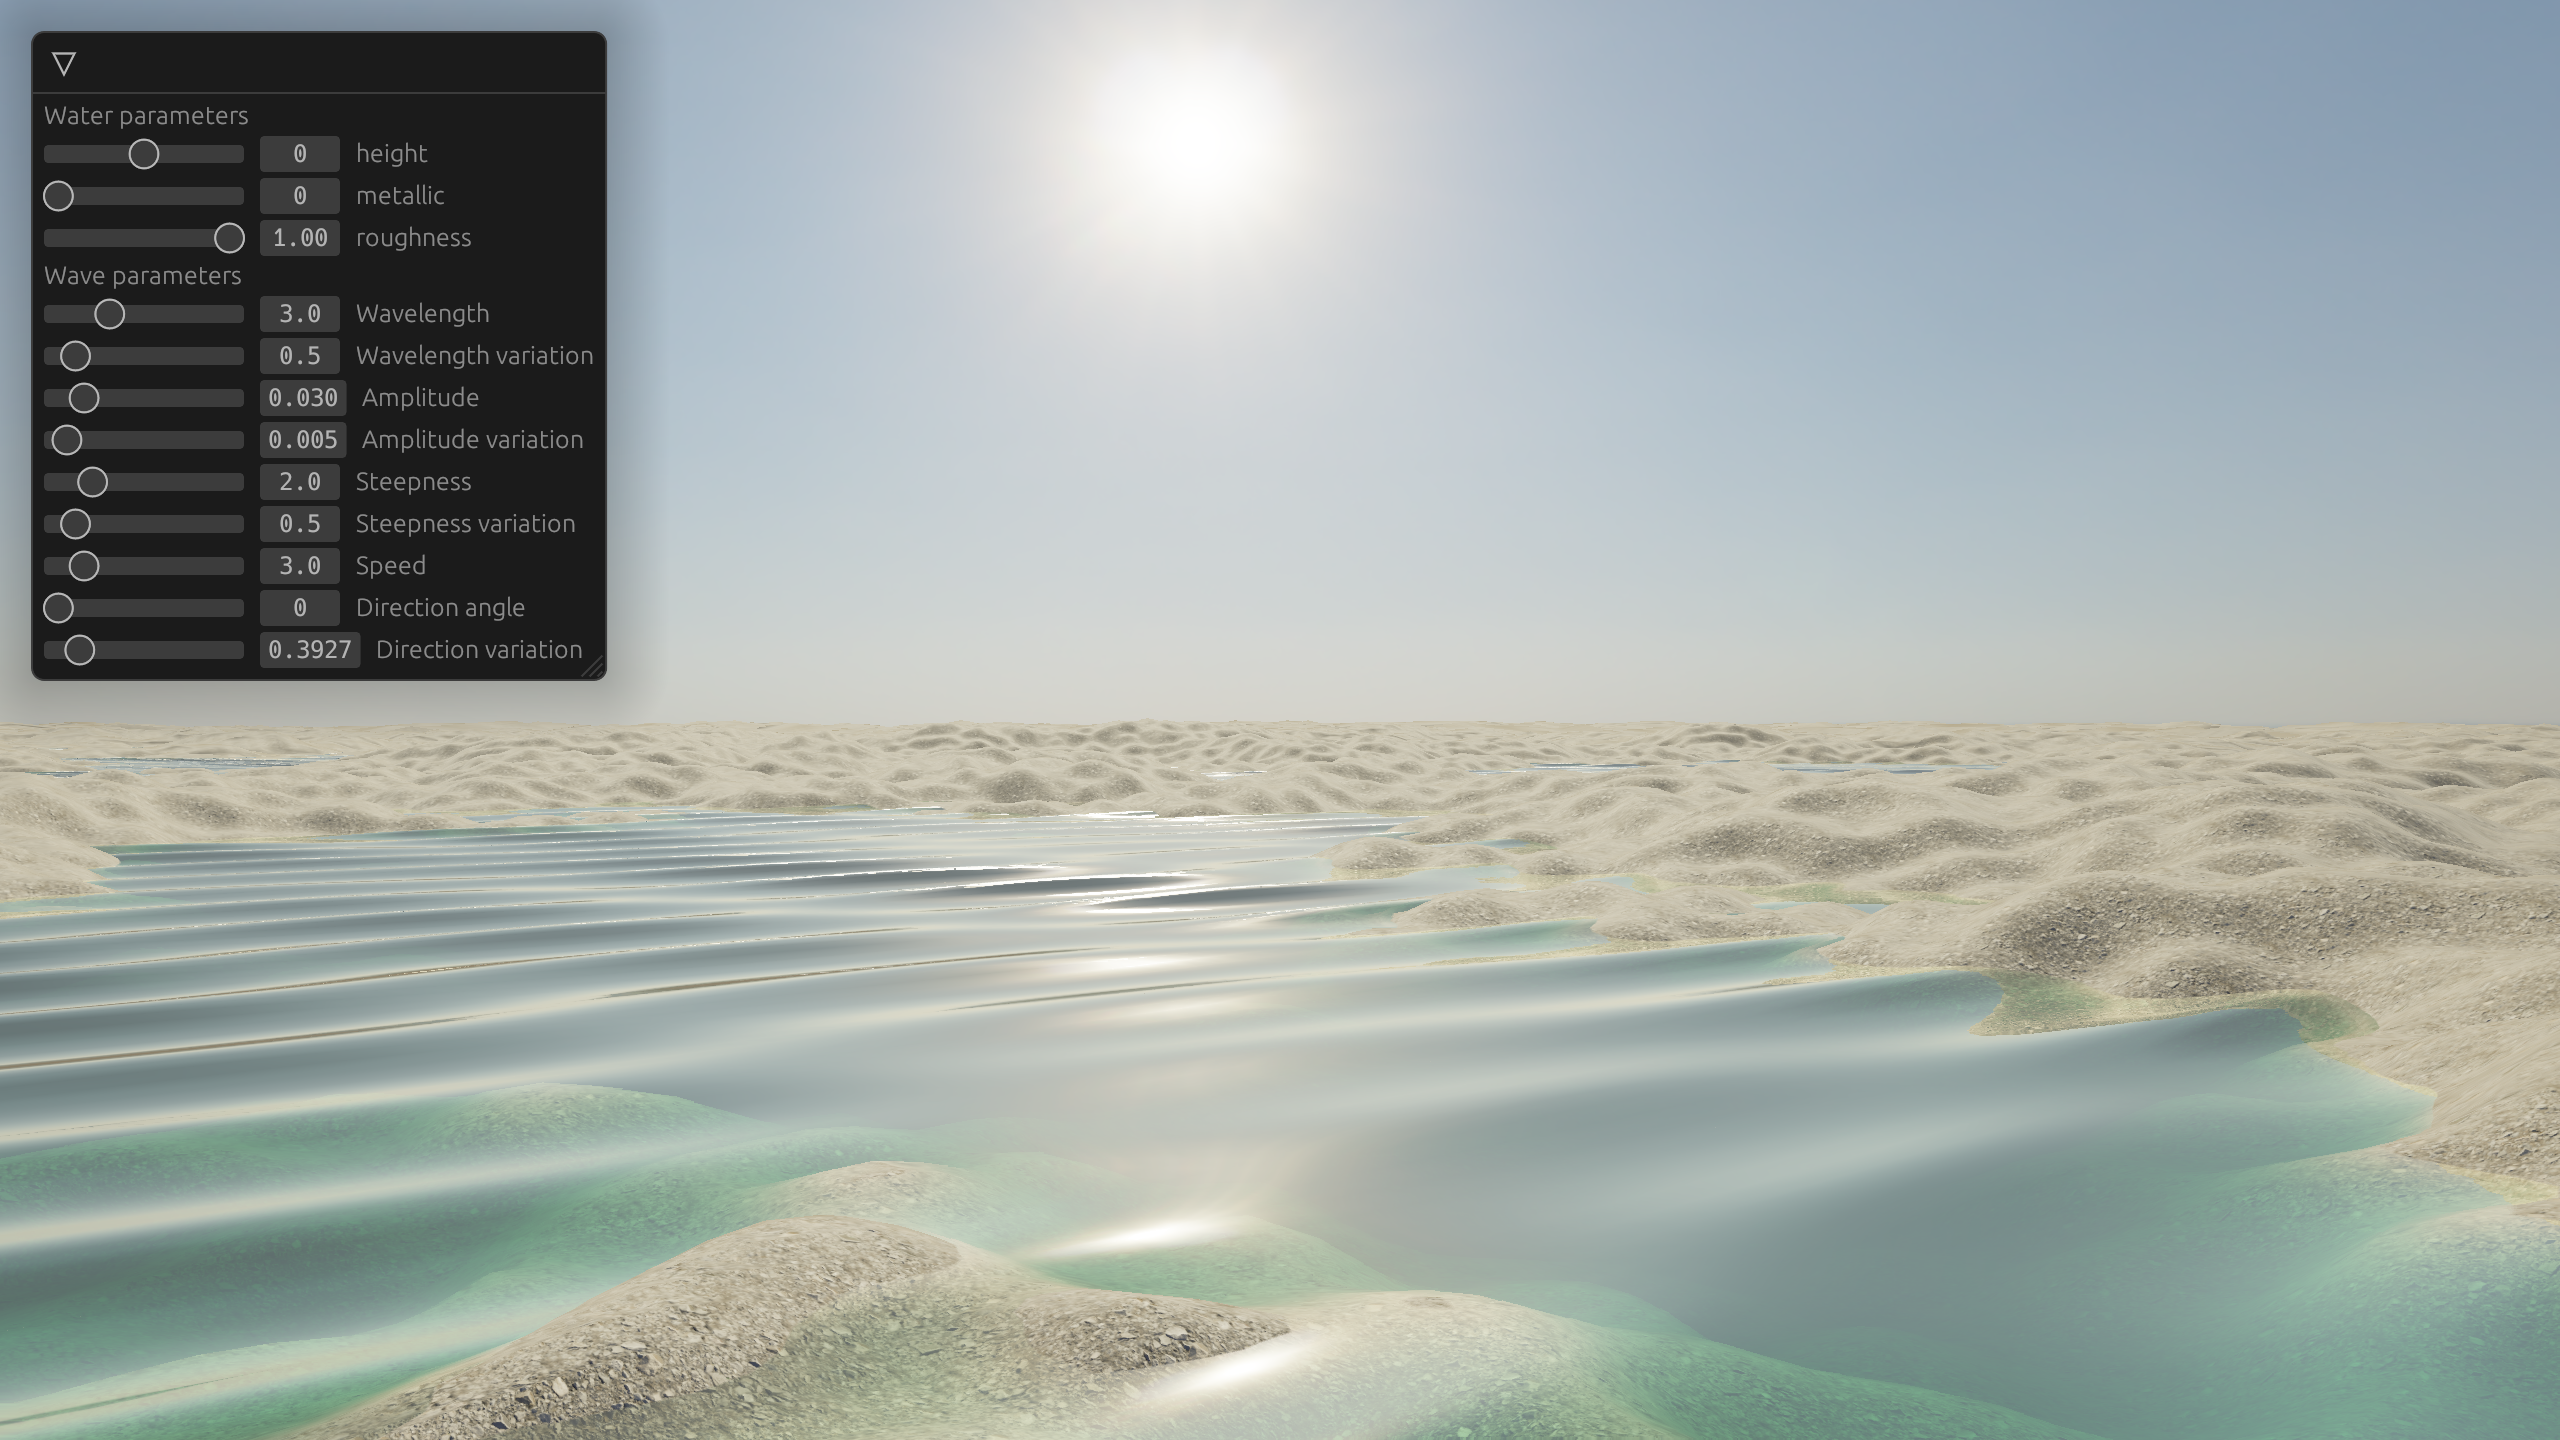 Water parameters
0 height
0 metallic
1.00 roughness
Wave parameters
3.0 Wavelength
0.5 Wavelength variation
0.030 Amplitude
0.005 Amplitude variation
2.0 Steepness
0.5 Steepness variation
3.0 Speed
0 Direction angle
0.3927 Direction variation